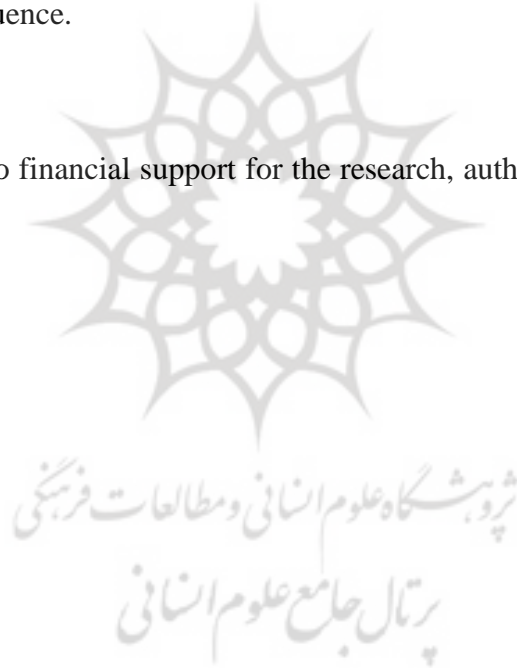 uence.
o financial support for the research, auth
پژوهشگاه علوم انسانی و مطالعات فرهنگی
پرتال جامع علوم انسانی